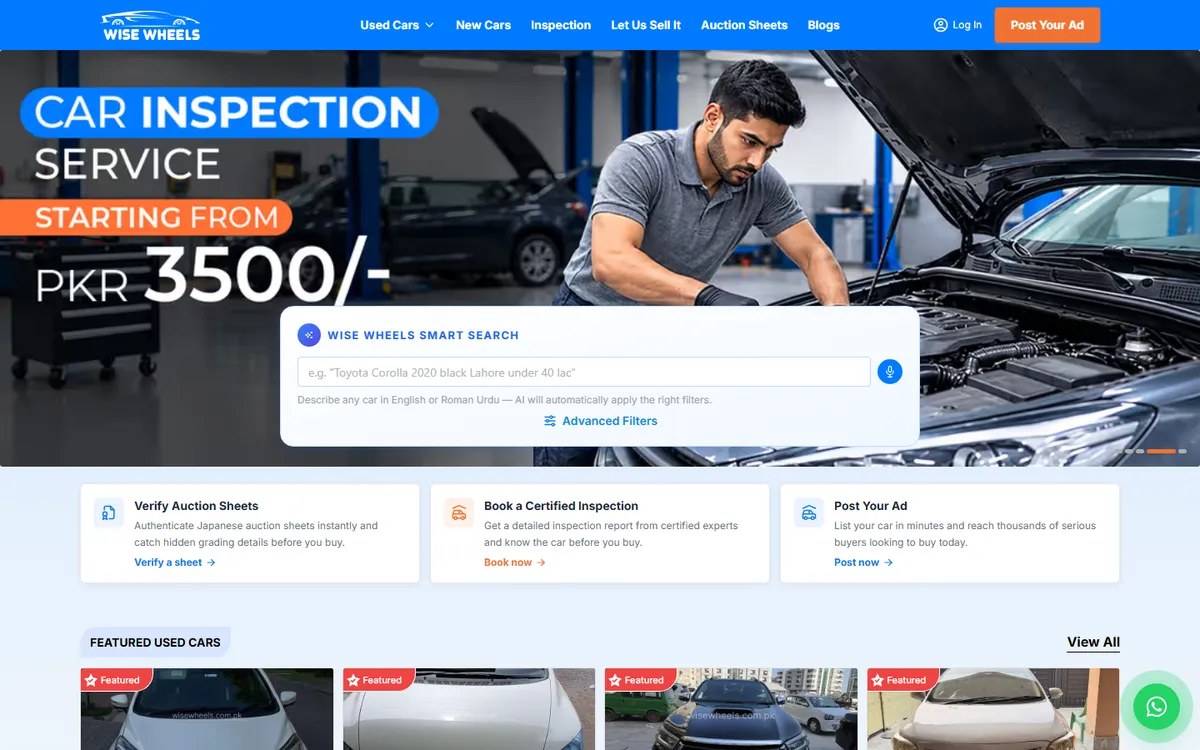 WISE WHEELS
Used Cars
New Cars
Inspection
Let Us Sell It
Auction Sheets
Blogs
Log In
Post Your Ad
CAR INSPECTION
SERVICE
STARTING FROM
PKR 3500/-
WISE WHEELS SMART SEARCH
e.g. "Toyota Corolla 2020 black Lahore under 40 lac"
Describe any car in English or Roman Urdu — AI will automatically apply the right filters.
Advanced Filters
Verify Auction Sheets
Authenticate Japanese auction sheets instantly and
catch hidden grading details before you buy.
Verify a sheet →
Book a Certified Inspection
Get a detailed inspection report from certified experts
and know the car before you buy.
Book now →
Post Your Ad
List your car in minutes and reach thousands of serious
buyers looking to buy today.
Post now →
FEATURED USED CARS
View All
Featured
Featured
Featured
Featured
wisewheels.com.pk
wisewheels.com.pk